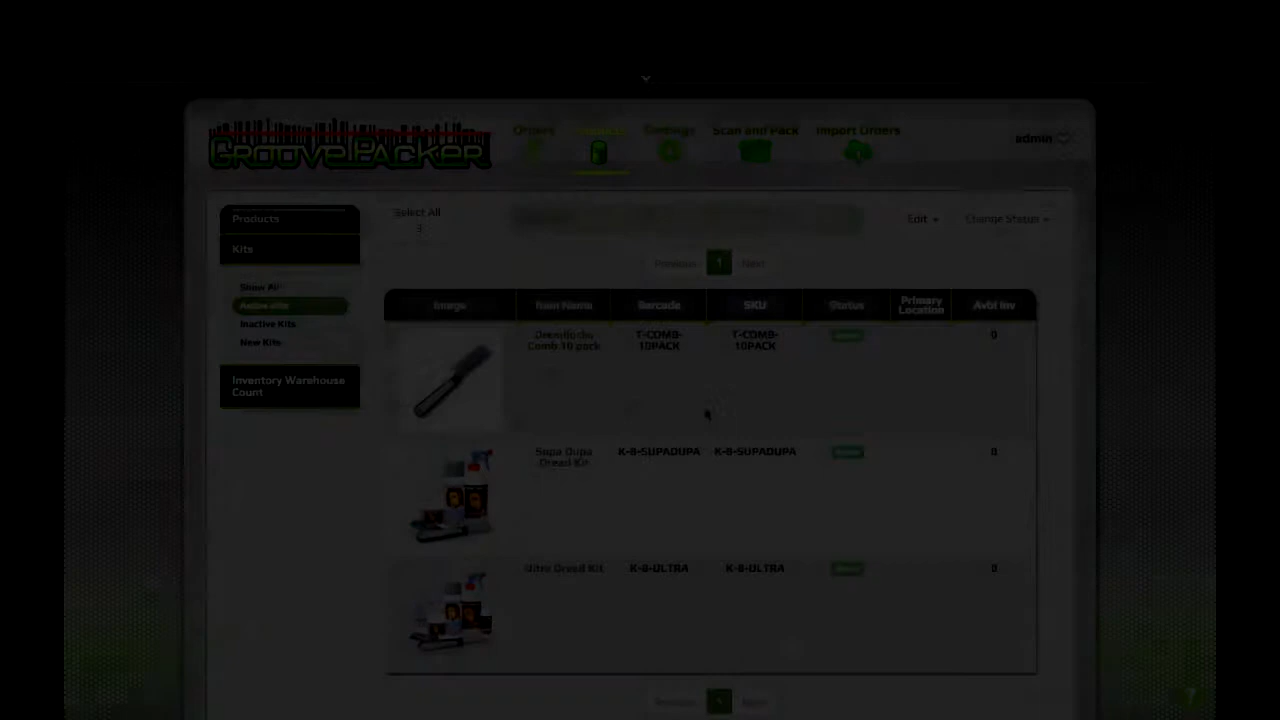 GROOVEPACKER
Orders Products Settings Scan and Pack Import Orders
admin
Products
Kits
Show All
Active Kits
Inactive Kits
New Kits
Inventory Warehouse
Count
Select All
3
Edit
Change Status
Previous 1 Next
Image Item Name Barcode SKU Status Primary Location Avbl Inv
Dreadlocks T-COMB- T-COMB- 0
Comb 10 pack 10PACK 10PACK
Supa Dupa K-8-SUPADUPA K-8-SUPADUPA 0
Dread Kit
Ultra Dread Kit K-8-ULTRA K-8-ULTRA 0
Previous 1 Next